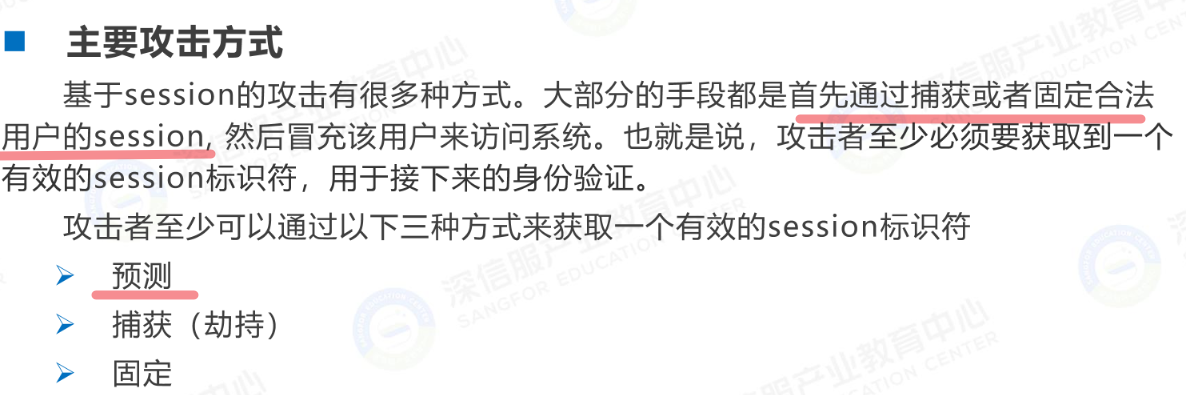 主要攻击方式
基于session的攻击有很多种方式。大部分的手段都是首先通过捕获或者固定合法
用户的session, 然后冒充该用户来访问系统。也就是说，攻击者至少必须要获取到一个
有效的session标识符，用于接下来的身份验证。
攻击者至少可以通过以下三种方式来获取一个有效的session标识符
预测
捕获（劫持）
固定
深信服产业教育中心
SANGFOR EDUCATION CENTER